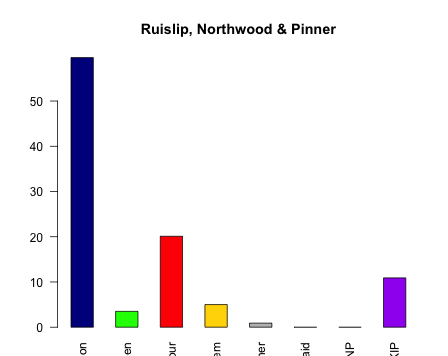 Ruislip, Northwood & Pinner
50
40
30
20
10
0
on
en
our
em
her
aid
NP
KIP